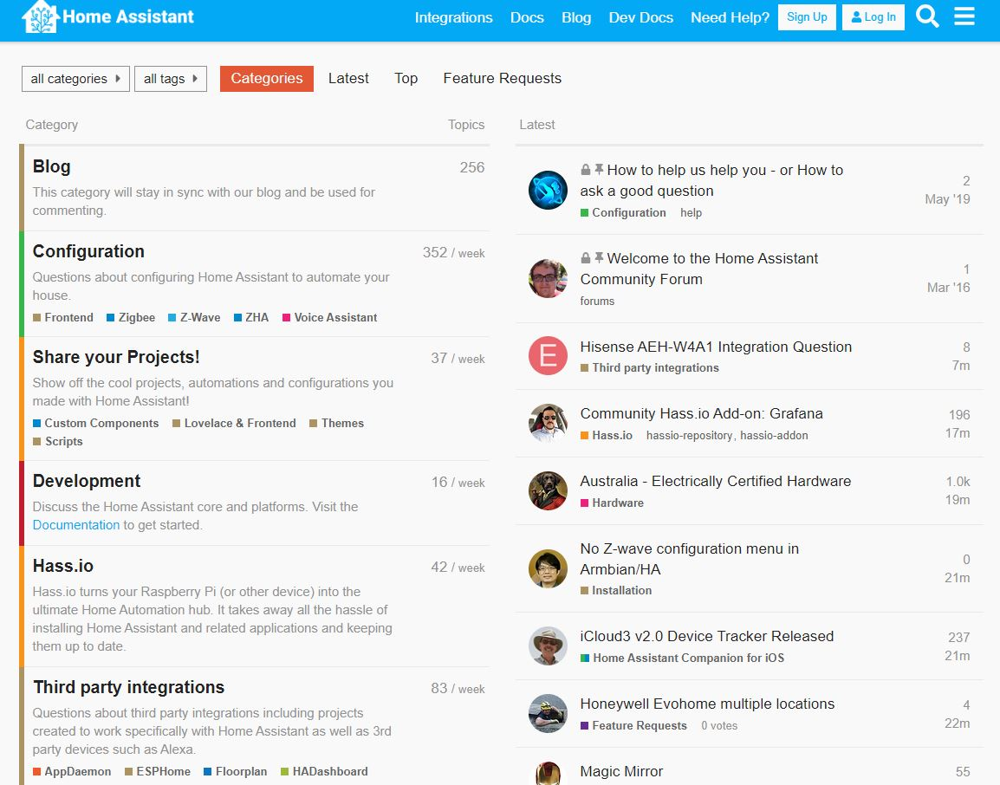 Home Assistant
Integrations Docs Blog Dev Docs Need Help? Sign Up Log In
all categories all tags Categories Latest Top Feature Requests
Category Topics
Blog 256
This category will stay in sync with our blog and be used for
commenting.
Configuration 352 / week
Questions about configuring Home Assistant to automate your
house.
Frontend Zigbee Z-Wave ZHA Voice Assistant
Share your Projects! 37 / week
Show off the cool projects, automations and configurations you
made with Home Assistant!
Custom Components Lovelace & Frontend Themes
Scripts
Development 16 / week
Discuss the Home Assistant core and platforms. Visit the
Documentation to get started.
Hass.io 42 / week
Hass.io turns your Raspberry Pi (or other device) into the
ultimate Home Automation hub. It takes away all the hassle of
installing Home Assistant and related applications and keeping
them up to date.
Third party integrations 83 / week
Questions about third party integrations including projects
created to work specifically with Home Assistant as well as 3rd
party devices such as Alexa.
AppDaemon ESPHome Floorplan HADashboard
Latest
How to help us help you - or How to
ask a good question
2
May '19
Configuration help
Welcome to the Home Assistant
Community Forum
1
Mar '16
forums
E
Hisense AEH-W4A1 Integration Question 8
Third party integrations 7m
Community Hass.io Add-on: Grafana 196
Hass.io hassio-repository, hassio-addon 17m
Australia - Electrically Certified Hardware 1.0k
Hardware 19m
No Z-wave configuration menu in
Armbian/HA
0
21m
Installation
iCloud3 v2.0 Device Tracker Released 237
Home Assistant Companion for iOS 21m
Honeywell Evohome multiple locations 4
Feature Requests 0 votes 22m
Magic Mirror 55